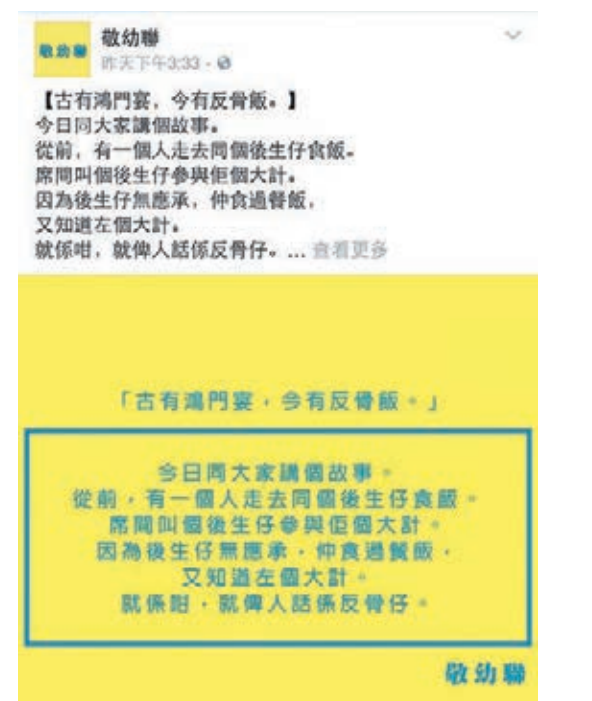 敬幼聯
敬幼聯
昨天下午3:33 ·
【古有鴻門宴，今有反骨飯。】
今日同大家講個故事。
從前，有一個人走去同個後生仔食飯。
席間叫個後生仔參與佢個大計。
因為後生仔無應承，仲食過餐飯，
又知道左個大計。
就係咁，就俾人話係反骨仔。... 查看更多
「古有鴻門宴，今有反骨飯。」
今日同大家講個故事。
從前，有一個人走去同個後生仔食飯。
席間叫個後生仔參與佢個大計。
因為後生仔無應承，仲食過餐飯，
又知道左個大計。
就係咁，就俾人話係反骨仔。
敬幼聯